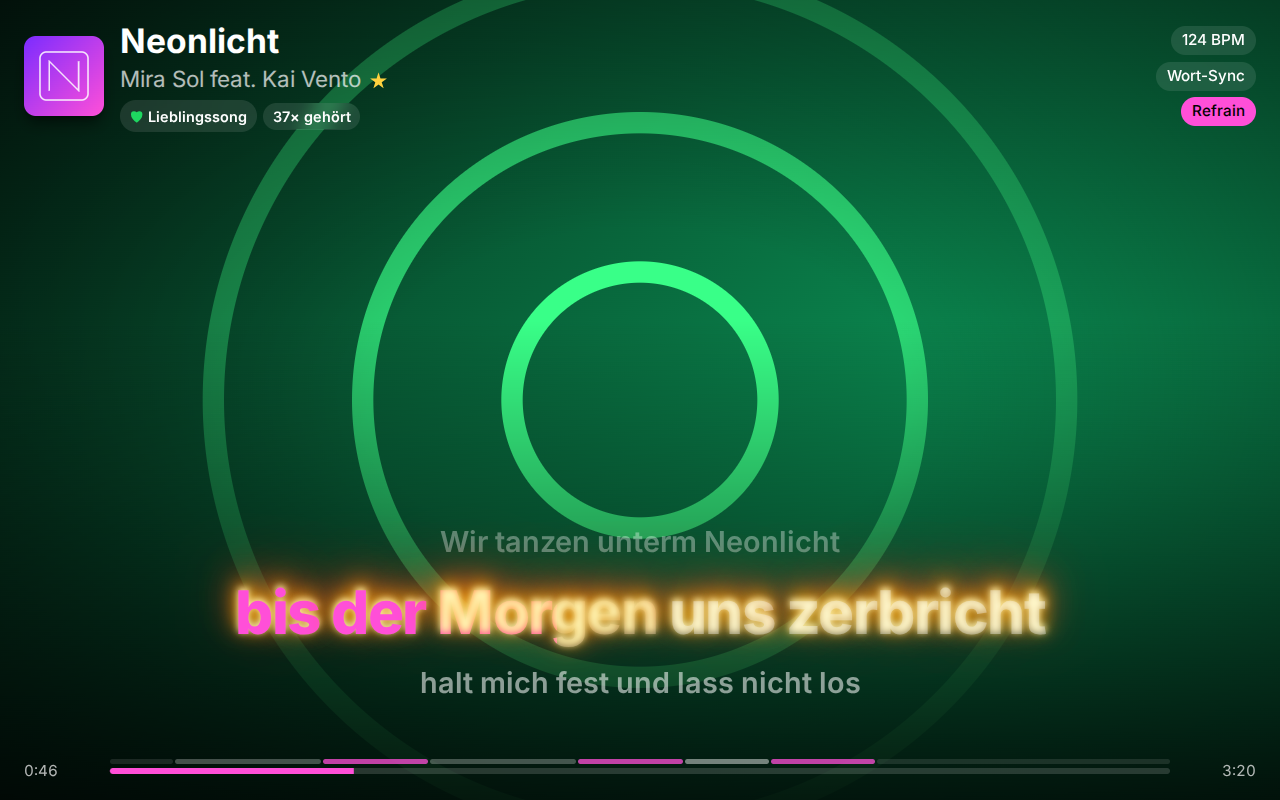 Neonlicht
Mira Sol feat. Kai Vento ★
Lieblingssong
37× gehört
124 BPM
Wort-Sync
Refrain
N
Wir tanzen unterm Neonlicht
bis der Morgen uns zerbricht
halt mich fest und lass nicht los
0:46
3:20